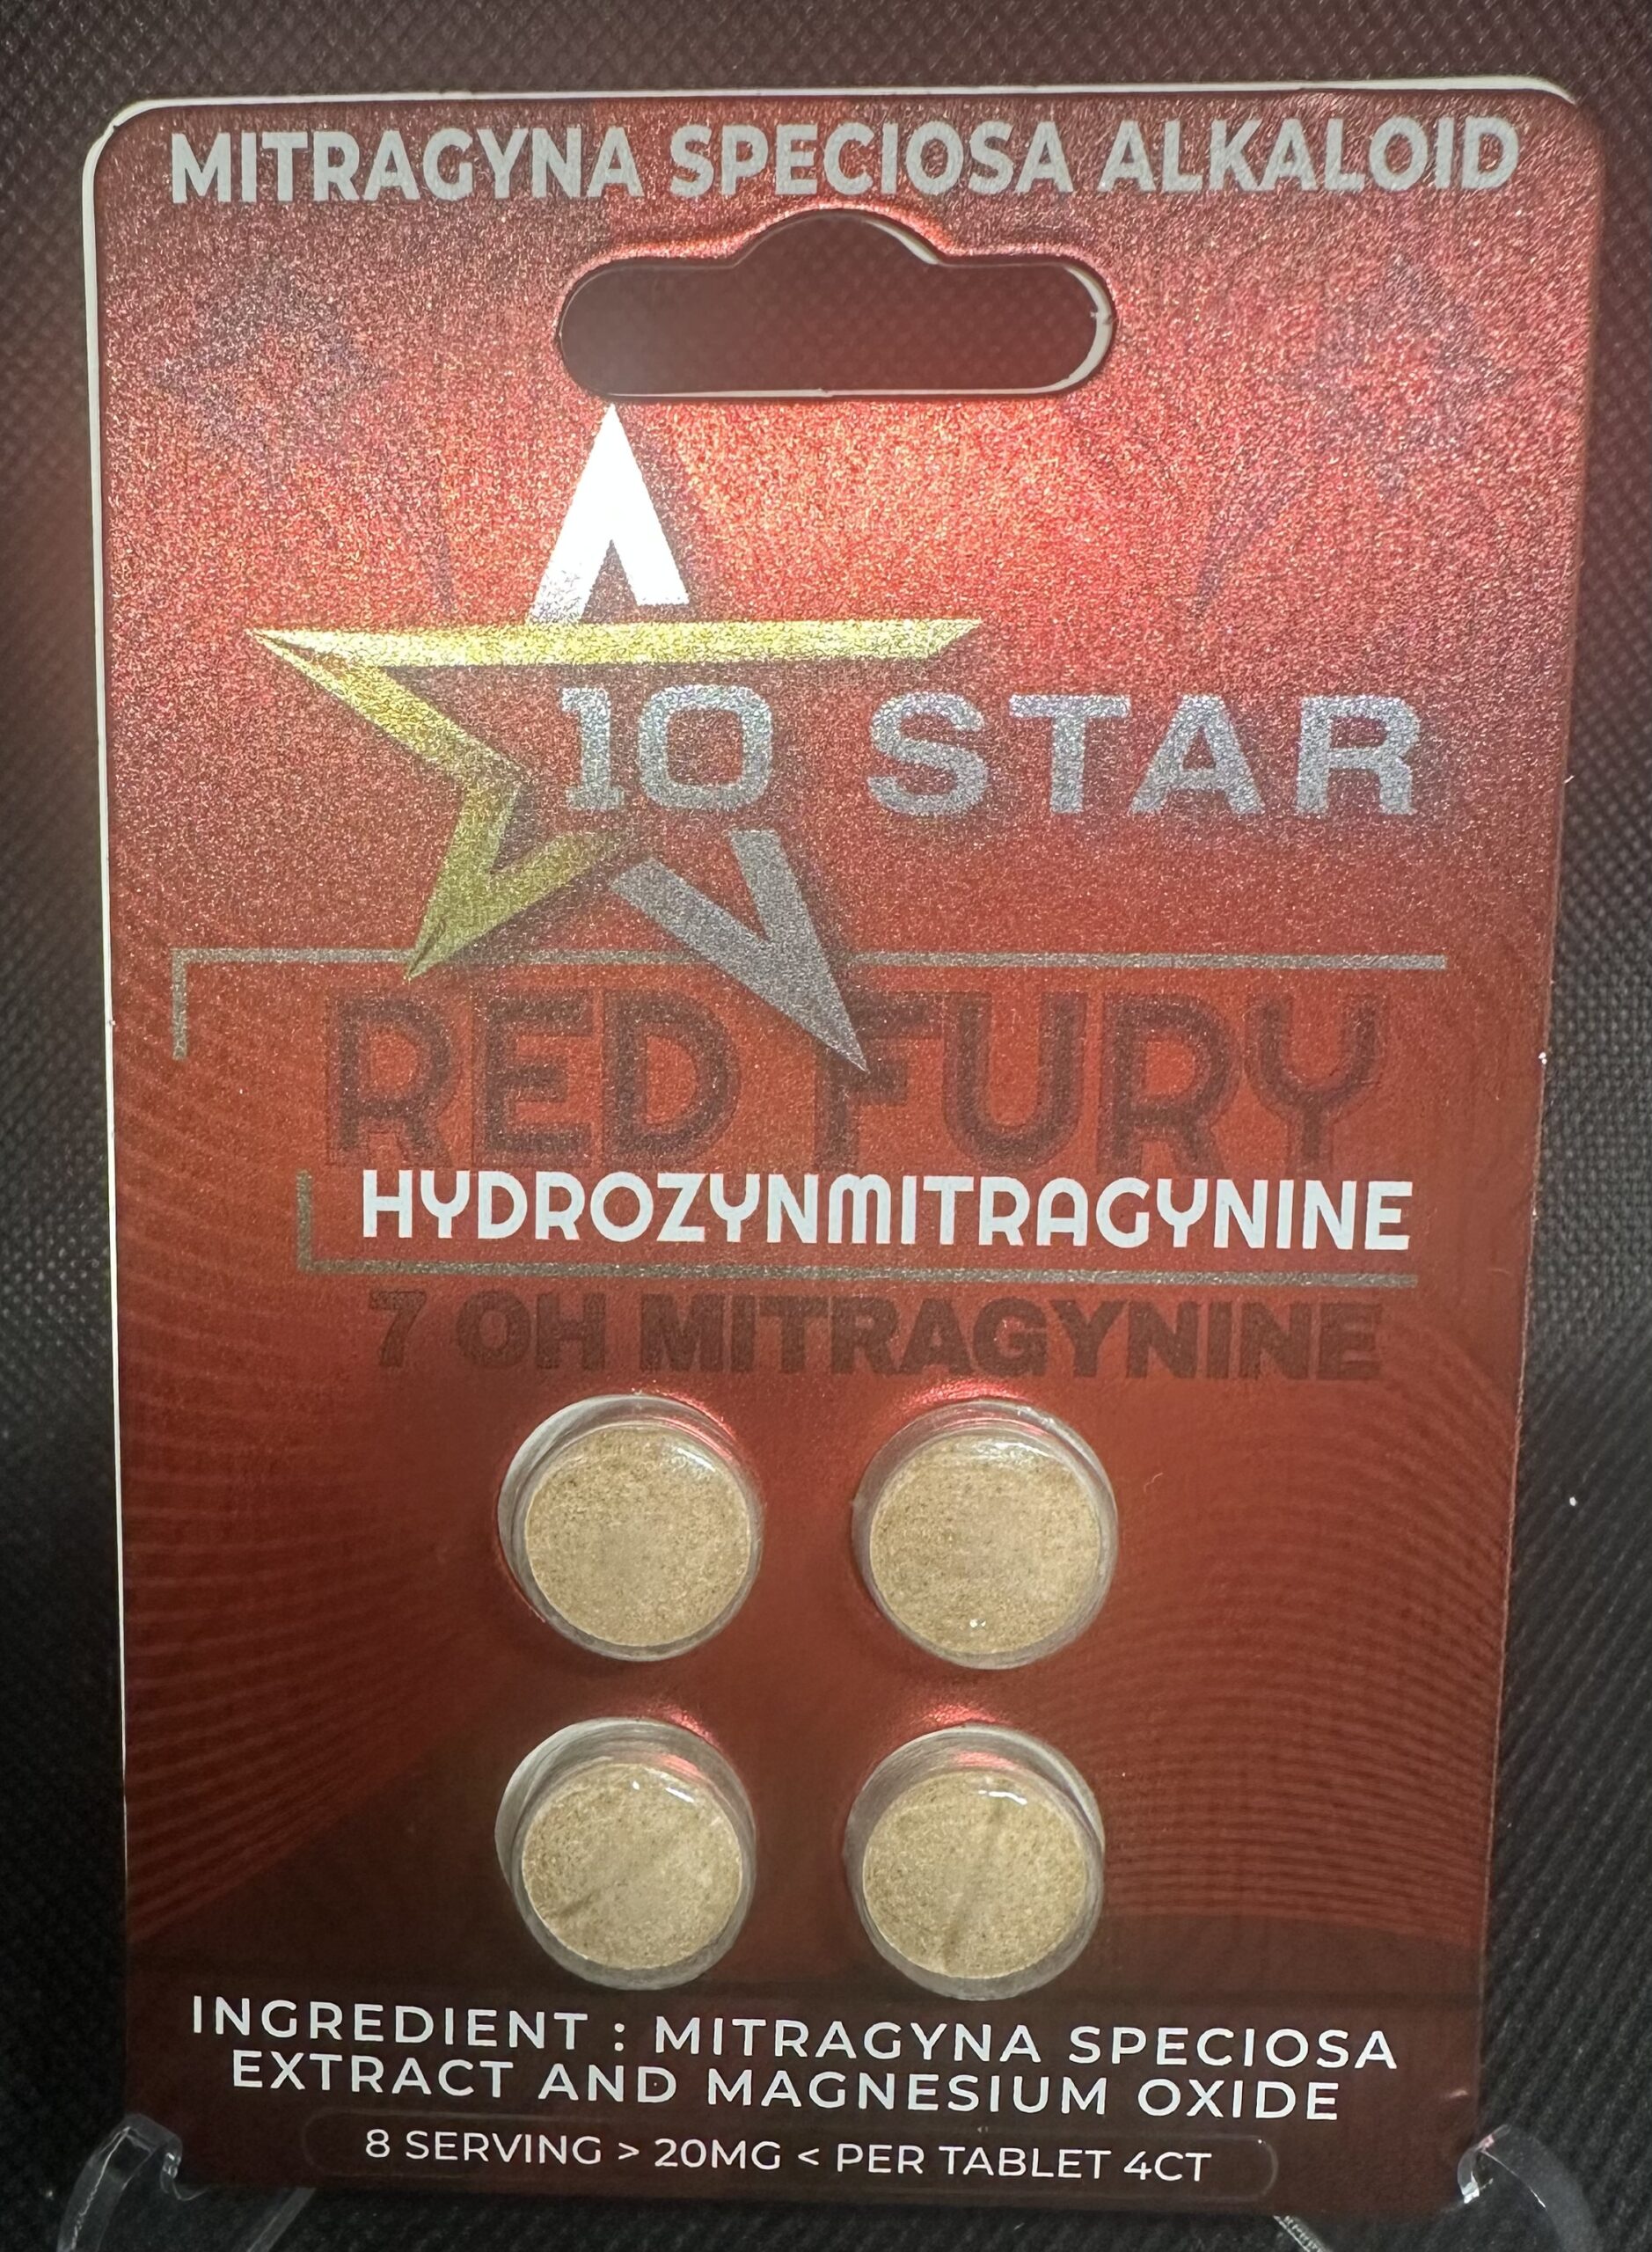 MITRAGYNA SPECIOSA ALKALOID
10 STAR
RED FURY
HYDROZYNMITRAGYNINE
7 OH MITRAGYNINE
INGREDIENT : MITRAGYNA SPECIOSA
EXTRACT AND MAGNESIUM OXIDE
8 SERVING > 20MG < PER TABLET 4CT